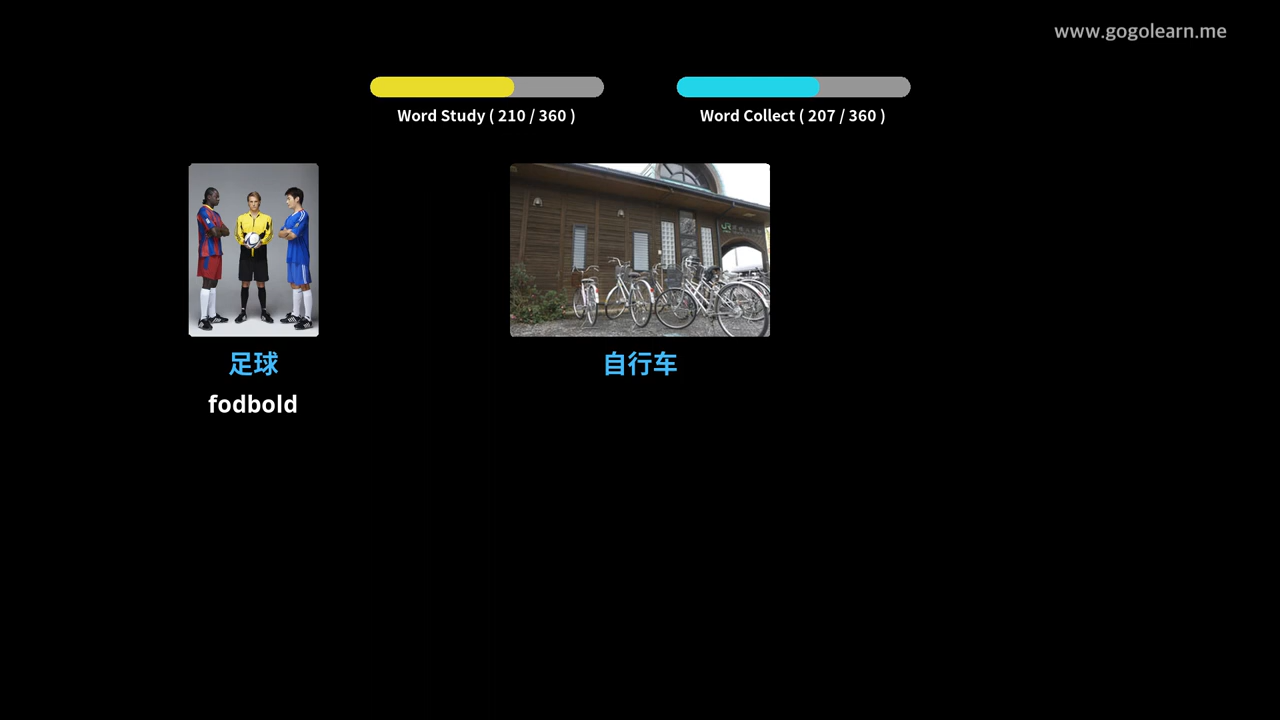 www.gogolearn.me
Word Study ( 210 / 360 )
Word Collect ( 207 / 360 )
足球
自行车
fodbold